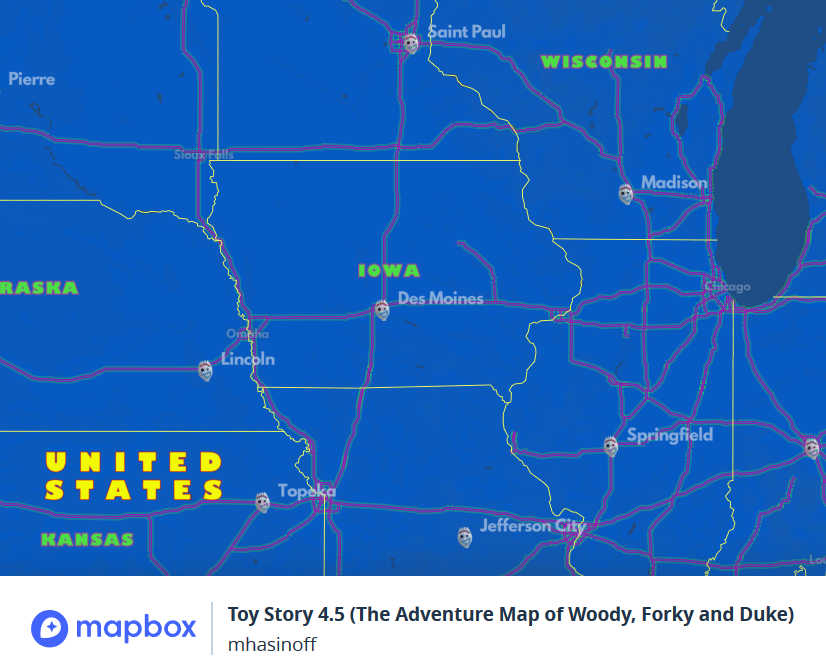 Saint Paul
WISCONSIN
Pierre
Sioux Falls
Madison
IOWA
RASKA
Chicago
Des Moines
Omaha
Lincoln
Springfield
UNITED
STATES
Topeka
Jefferson City
KANSAS
Lou
mapbox
Toy Story 4.5 (The Adventure Map of Woody, Forky and Duke)
mhasinoff